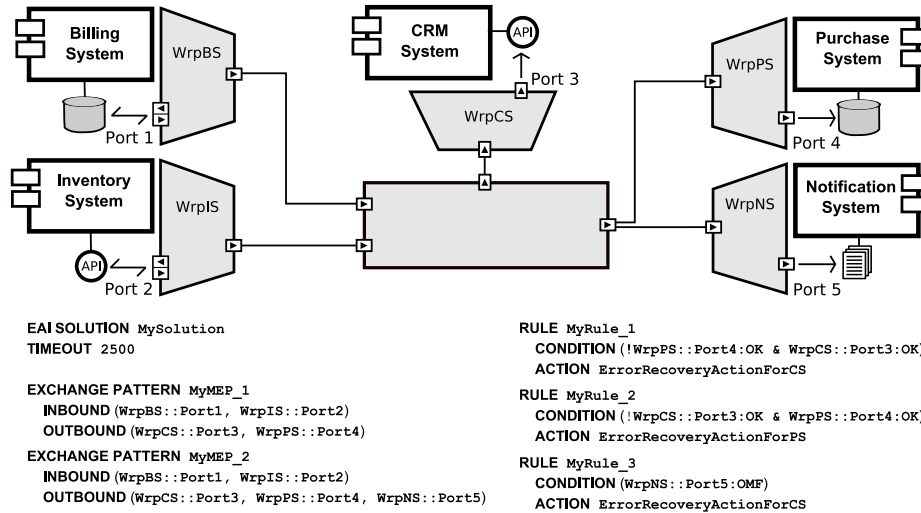 Billing
System
WrpBS
Port 1
CRM
System
API
Port 3
WrpCS
WrpPS
Purchase
System
Port 4
Inventory
System
WrpIS
API
Port 2
WrpNS
Notification
System
Port 5
EAI SOLUTION MySolution
TIMEOUT 2500
EXCHANGE PATTERN MyMEP_1
INBOUND (WrpBS::Port1, WrpIS::Port2)
OUTBOUND (WrpCS::Port3, WrpPS::Port4)
EXCHANGE PATTERN MyMEP_2
INBOUND (WrpBS::Port1, WrpIS::Port2)
OUTBOUND (WrpCS::Port3, WrpPS::Port4, WrpNS::Port5)
RULE MyRule_1
CONDITION (!WrpPS::Port4:OK & WrpCS::Port3:OK)
ACTION ErrorRecoveryActionForCS
RULE MyRule_2
CONDITION (!WrpCS::Port3:OK & WrpPS::Port4:OK)
ACTION ErrorRecoveryActionForPS
RULE MyRule_3
CONDITION (WrpNS::Port5:OMF)
ACTION ErrorRecoveryActionForCS